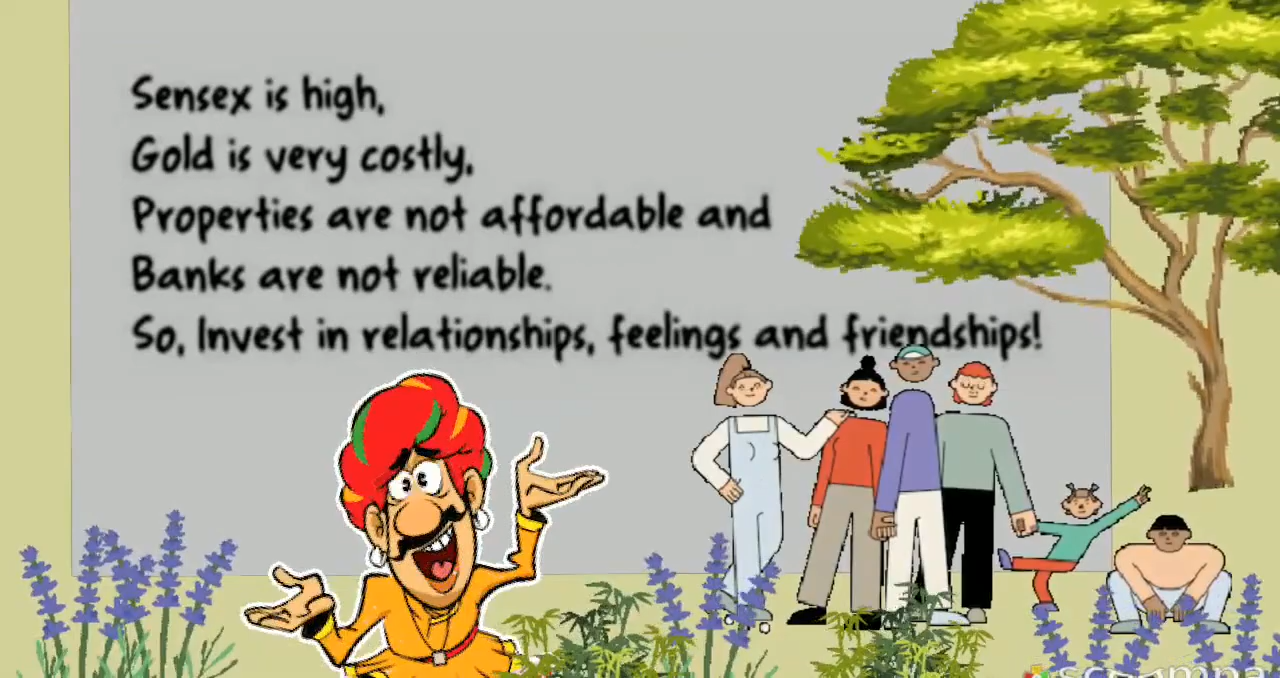 Sensex is high,
Gold is very costly,
Properties are not affordable and
Banks are not reliable.
So, Invest in relationships, feelings and friendships!